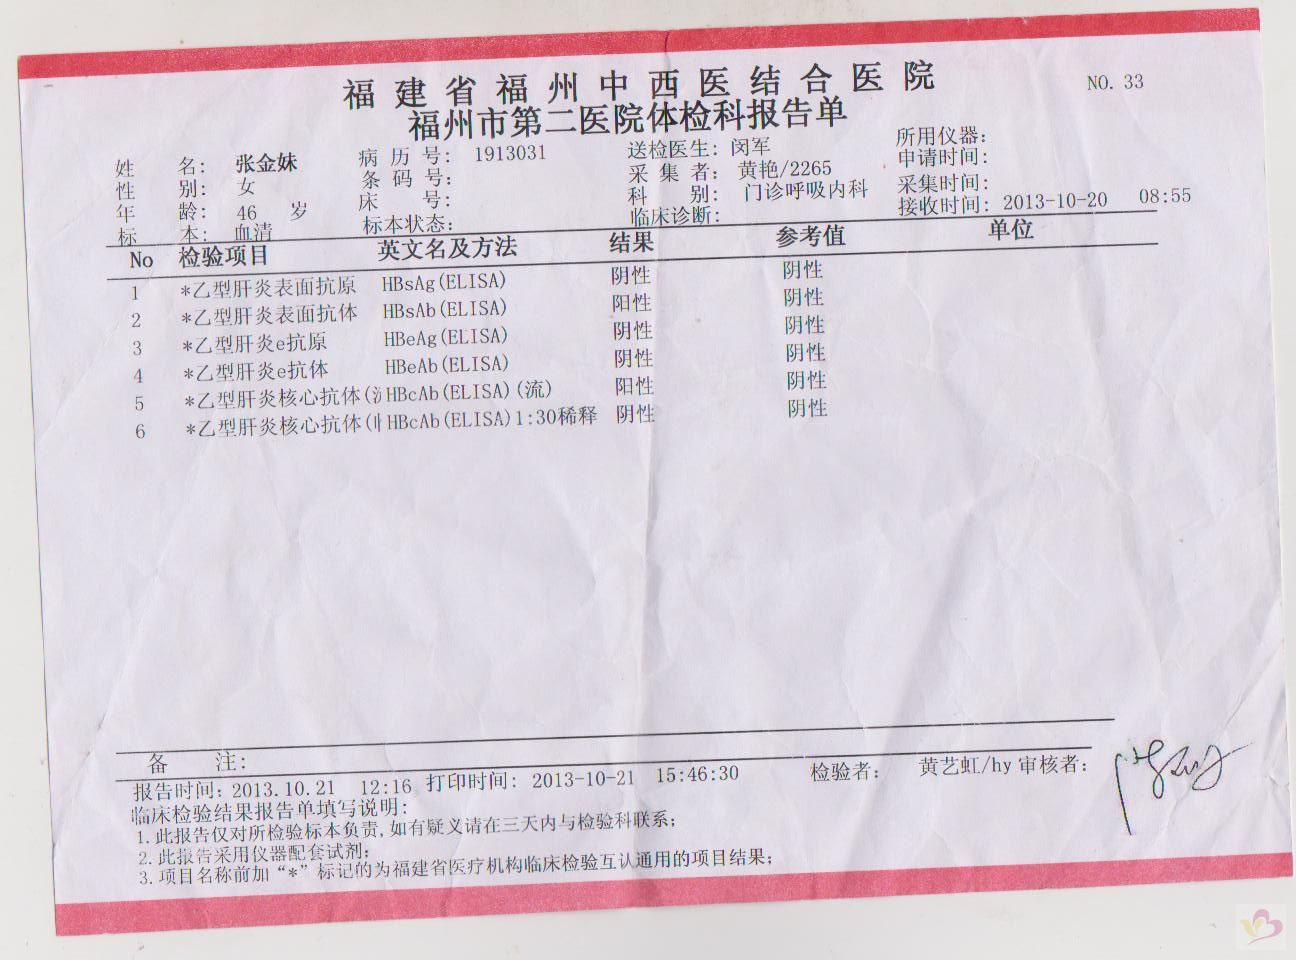 福建省福州中西医结合医院
NO. 33
福州市第二医院体检科报告单
姓 名: 张金妹 病 历 号: 1913031 送检医生: 闵军 所用仪器:
性 别: 女 条 码 号: 采 集 者: 黄艳/2265 申请时间:
年 龄: 46 岁 床 号: 科 别: 门诊呼吸内科 采集时间:
标 本: 血清 标本状态: 临床诊断: 接收时间: 2013-10-20 08:55
No 检验项目 英文名及方法 结果 参考值 单位
1 *乙型肝炎表面抗原 HBsAg(ELISA) 阴性 阴性
2 *乙型肝炎表面抗体 HBsAb(ELISA) 阳性 阴性
3 *乙型肝炎e抗原 HBeAg(ELISA) 阴性 阴性
4 *乙型肝炎e抗体 HBeAb(ELISA) 阴性 阴性
5 *乙型肝炎核心抗体( HBcAb(ELISA)(流) 阳性 阴性
6 *乙型肝炎核心抗体( HBcAb(ELISA)1:30稀释 阴性 阴性
备 注:
报告时间: 2013.10.21 12:16 打印时间: 2013-10-21 15:46:30 检验者: 黄艺虹/hy 审核者:
临床检验结果报告单填写说明:
1.此报告仅对所检验标本负责,如有疑义请在三天内与检验科联系;
2.此报告采用仪器配套试剂;
3.项目名称前加“*”标记的为福建省医疗机构临床检验互认通用的项目结果;